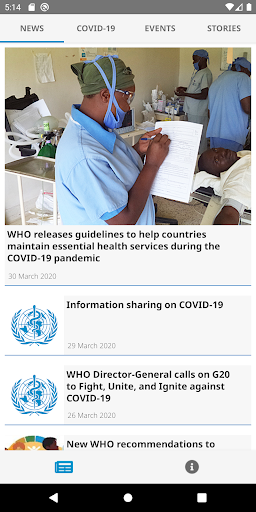 5:14
NEWS COVID-19 EVENTS STORIES
WHO releases guidelines to help countries
maintain essential health services during the
COVID-19 pandemic
30 March 2020
Information sharing on COVID-19
29 March 2020
WHO Director-General calls on G20
to Fight, Unite, and Ignite against
COVID-19
26 March 2020
New WHO recommendations to